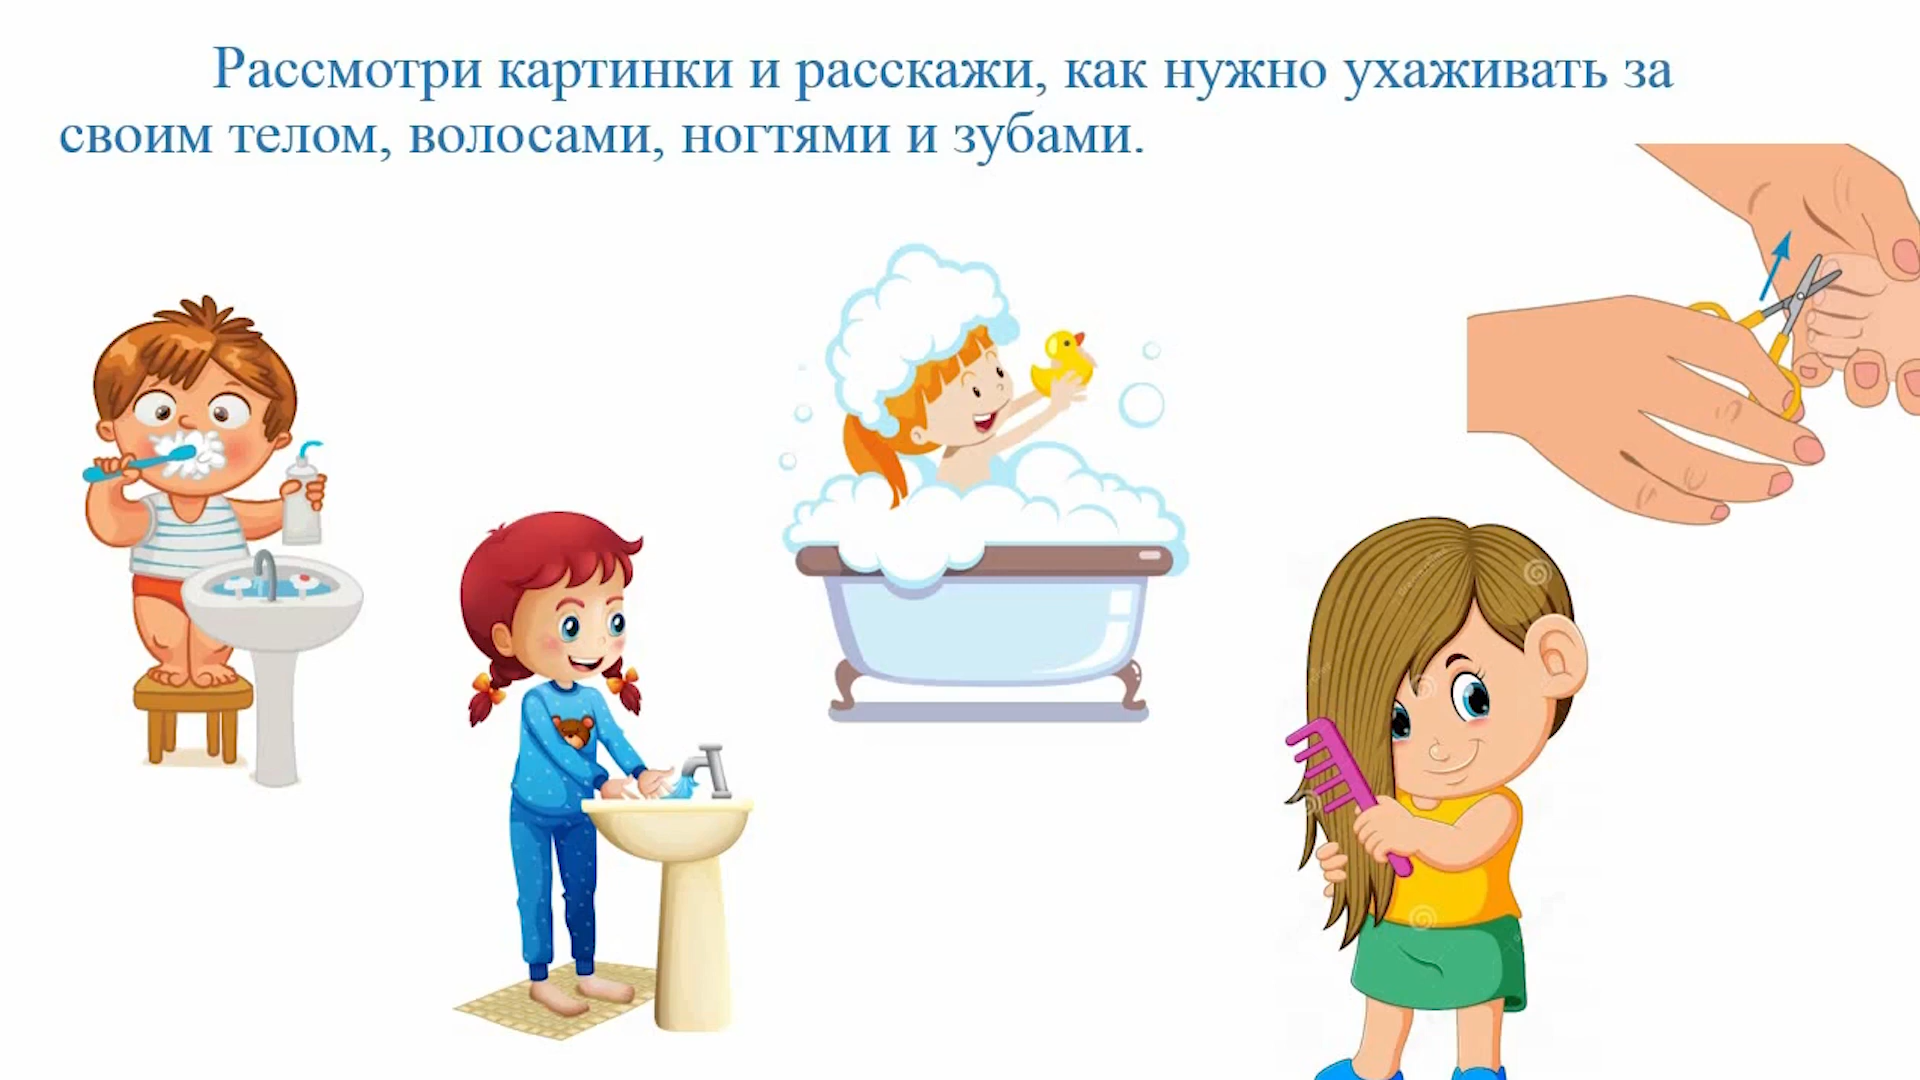 Рассмотри картинки и расскажи, как нужно ухаживать за
своим телом, волосами, ногтями и зубами.